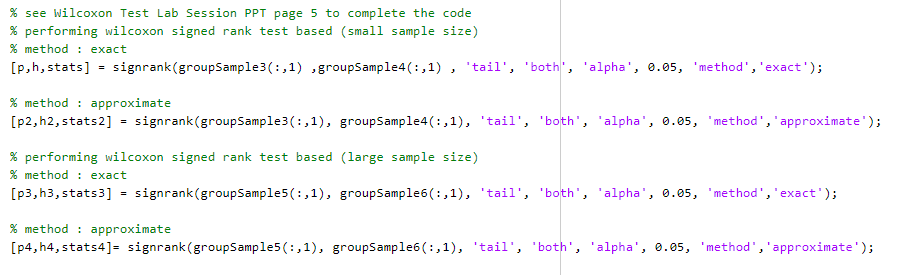 % see Wilcoxon Test Lab Session PPT page 5 to complete the code
% performing wilcoxon signed rank test based (small sample size)
% method : exact
[p,h,stats] = signrank(groupSample3(:,1) ,groupSample4(:,1) , 'tail', 'both', 'alpha', 0.05, 'method','exact');
% method : approximate
[p2,h2,stats2] = signrank(groupSample3(:,1), groupSample4(:,1), 'tail', 'both', 'alpha', 0.05, 'method','approximate');
% performing wilcoxon signed rank test based (large sample size)
% method : exact
[p3,h3,stats3] = signrank(groupSample5(:,1), groupSample6(:,1), 'tail', 'both', 'alpha', 0.05, 'method','exact');
% method : approximate
[p4,h4,stats4]= signrank(groupSample5(:,1), groupSample6(:,1), 'tail', 'both', 'alpha', 0.05, 'method','approximate');